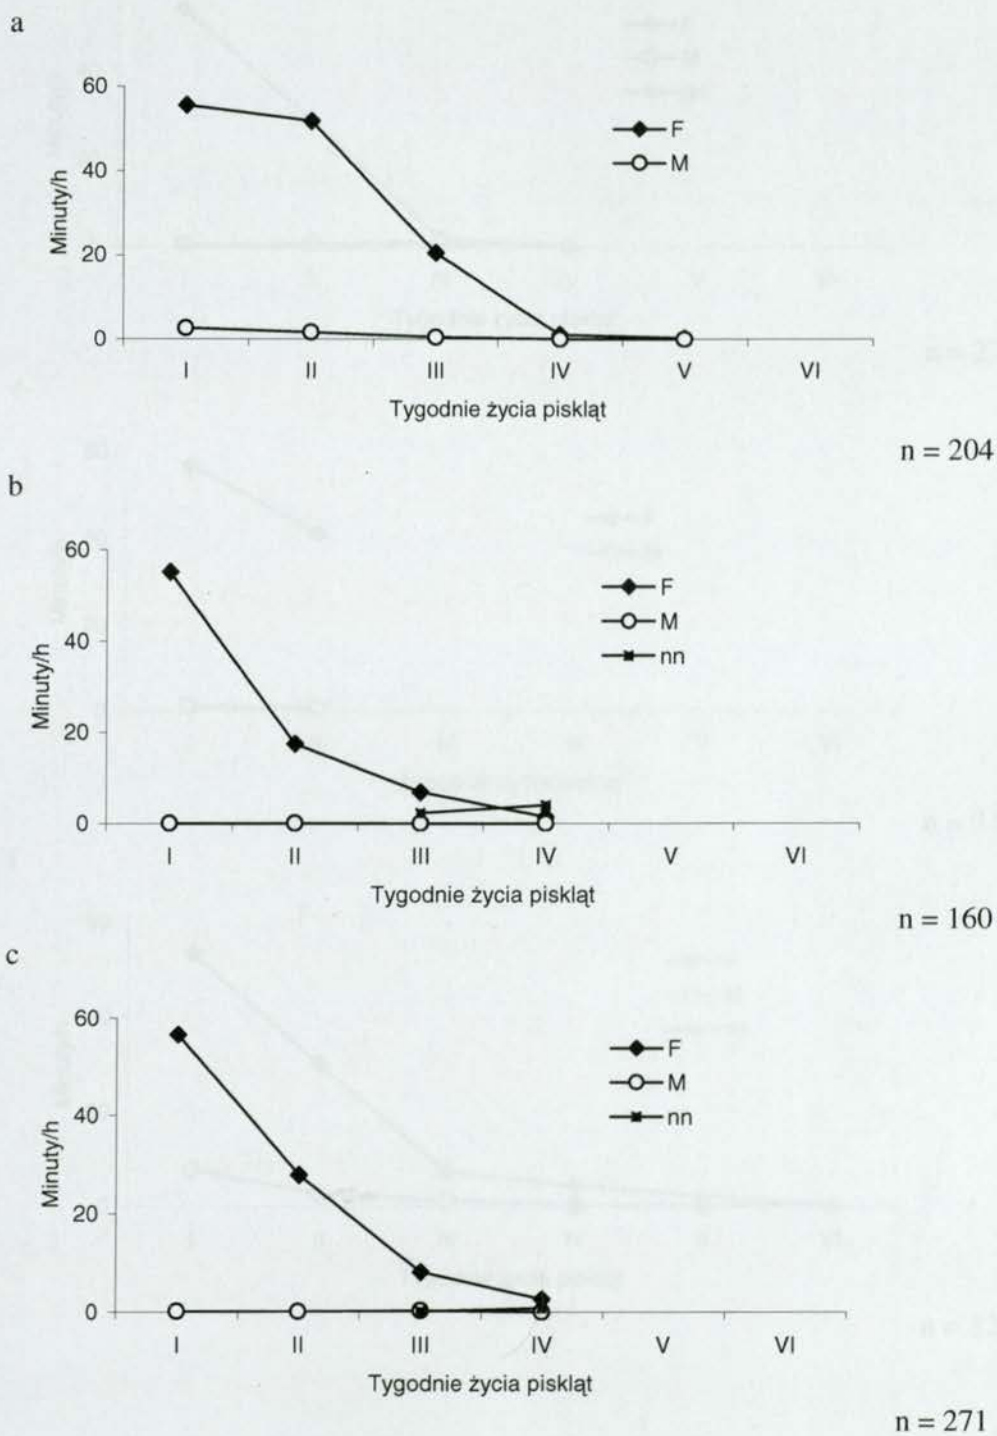 a
60
40
20
0
Minuty/h
F
M
I II III IV V VI
Tygodnie życia piskląt
n = 204
b
60
40
20
0
Minuty/h
F
M
nn
I II III IV V VI
Tygodnie życia piskląt
n = 160
c
60
40
20
0
Minuty/h
F
M
nn
I II III IV V VI
Tygodnie życia piskląt
n = 271